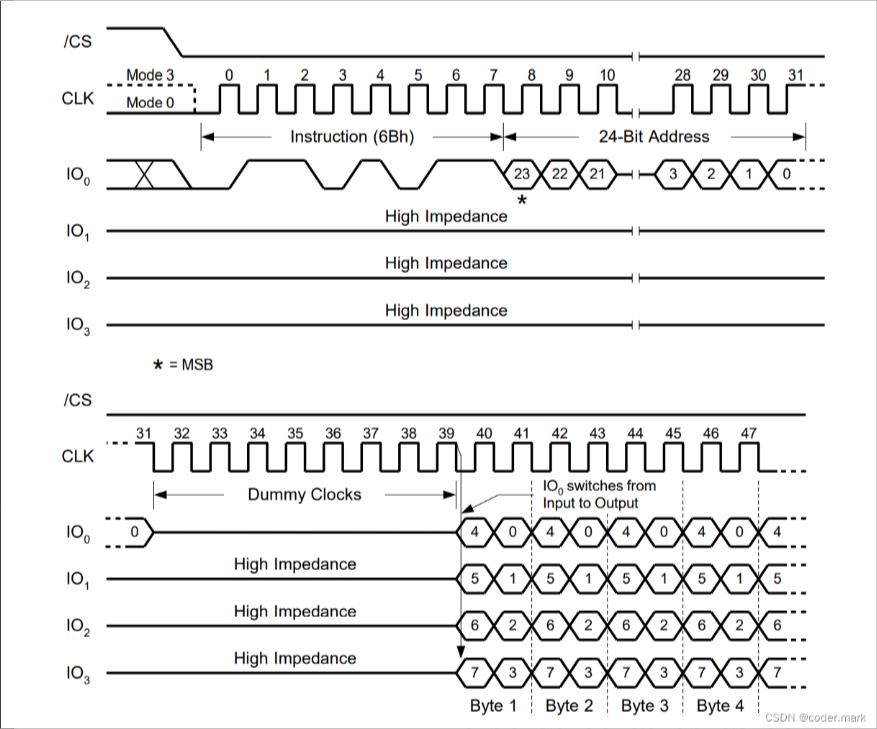 /CS
Mode 3 0 1 2 3 4 5 6 7 8 9 10 28 29 30 31
CLK Mode 0
Instruction (6Bh) 24-Bit Address
IO0 23 22 21 3 2 1 0
*
High Impedance
IO1
High Impedance
IO2
High Impedance
IO3
* = MSB
/CS
31 32 33 34 35 36 37 38 39 40 41 42 43 44 45 46 47
CLK
Dummy Clocks
IO0 switches from
Input to Output
IO0 0 4 0 4 0 4 0 4 0 4
High Impedance
IO1 5 1 5 1 5 1 5 1 5
High Impedance
IO2 6 2 6 2 6 2 6 2 6
High Impedance
IO3 7 3 7 3 7 3 7 3 7
Byte 1 Byte 2 Byte 3 Byte 4
CSDN @coder.mark